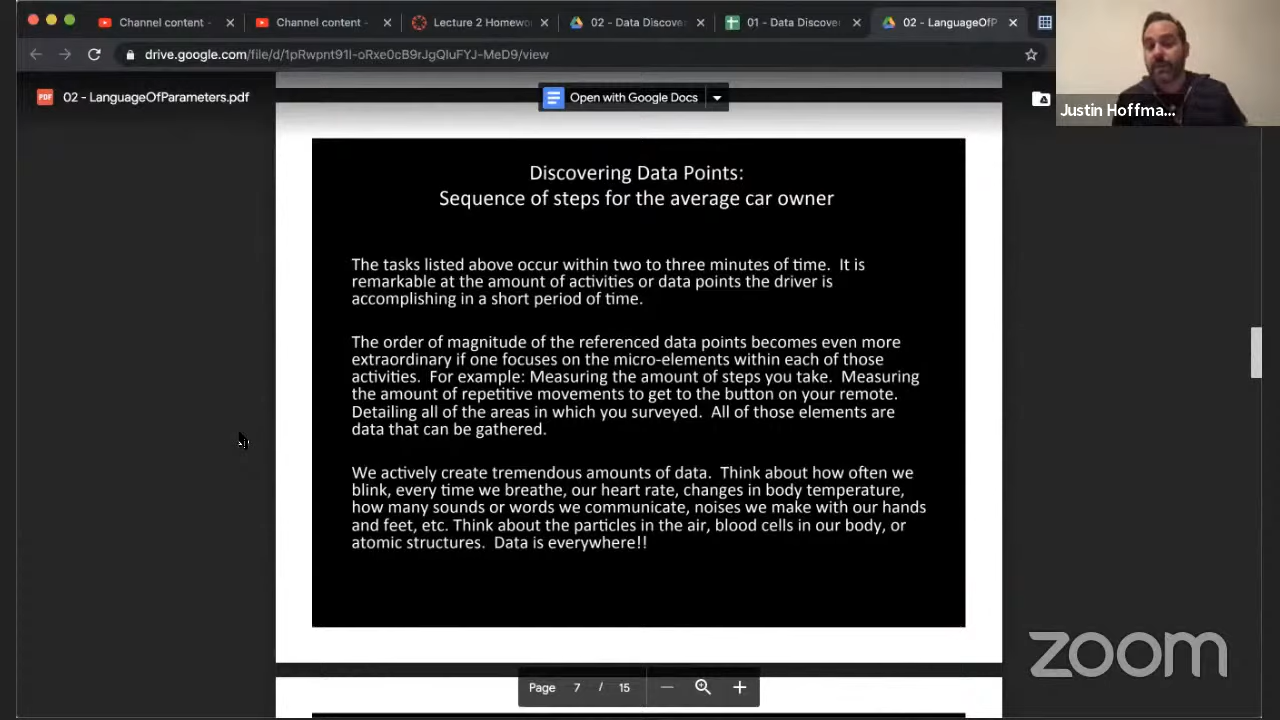 Channel content -
Channel content -
Lecture 2 Homewo
02 - Data Discove
01 - Data Discove
02 - LanguageOfP
drive.google.com/file/d/1pRwpnt91l-oRxe0cB9rJgQluFYJ-MeD9/view
PDF
02 - LanguageOfParameters.pdf
Open with Google Docs
Justin Hoffma...
Discovering Data Points:
Sequence of steps for the average car owner
The tasks listed above occur within two to three minutes of time. It is
remarkable at the amount of activities or data points the driver is
accomplishing in a short period of time.
The order of magnitude of the referenced data points becomes even more
extraordinary if one focuses on the micro-elements within each of those
activities. For example: Measuring the amount of steps you take. Measuring
the amount of repetitive movements to get to the button on your remote.
Detailing all of the areas in which you surveyed. All of those elements are
data that can be gathered.
We actively create tremendous amounts of data. Think about how often we
blink, every time we breathe, our heart rate, changes in body temperature,
how many sounds or words we communicate, noises we make with our hands
and feet, etc. Think about the particles in the air, blood cells in our body, or
atomic structures. Data is everywhere!!
Page 7 / 15
zoom